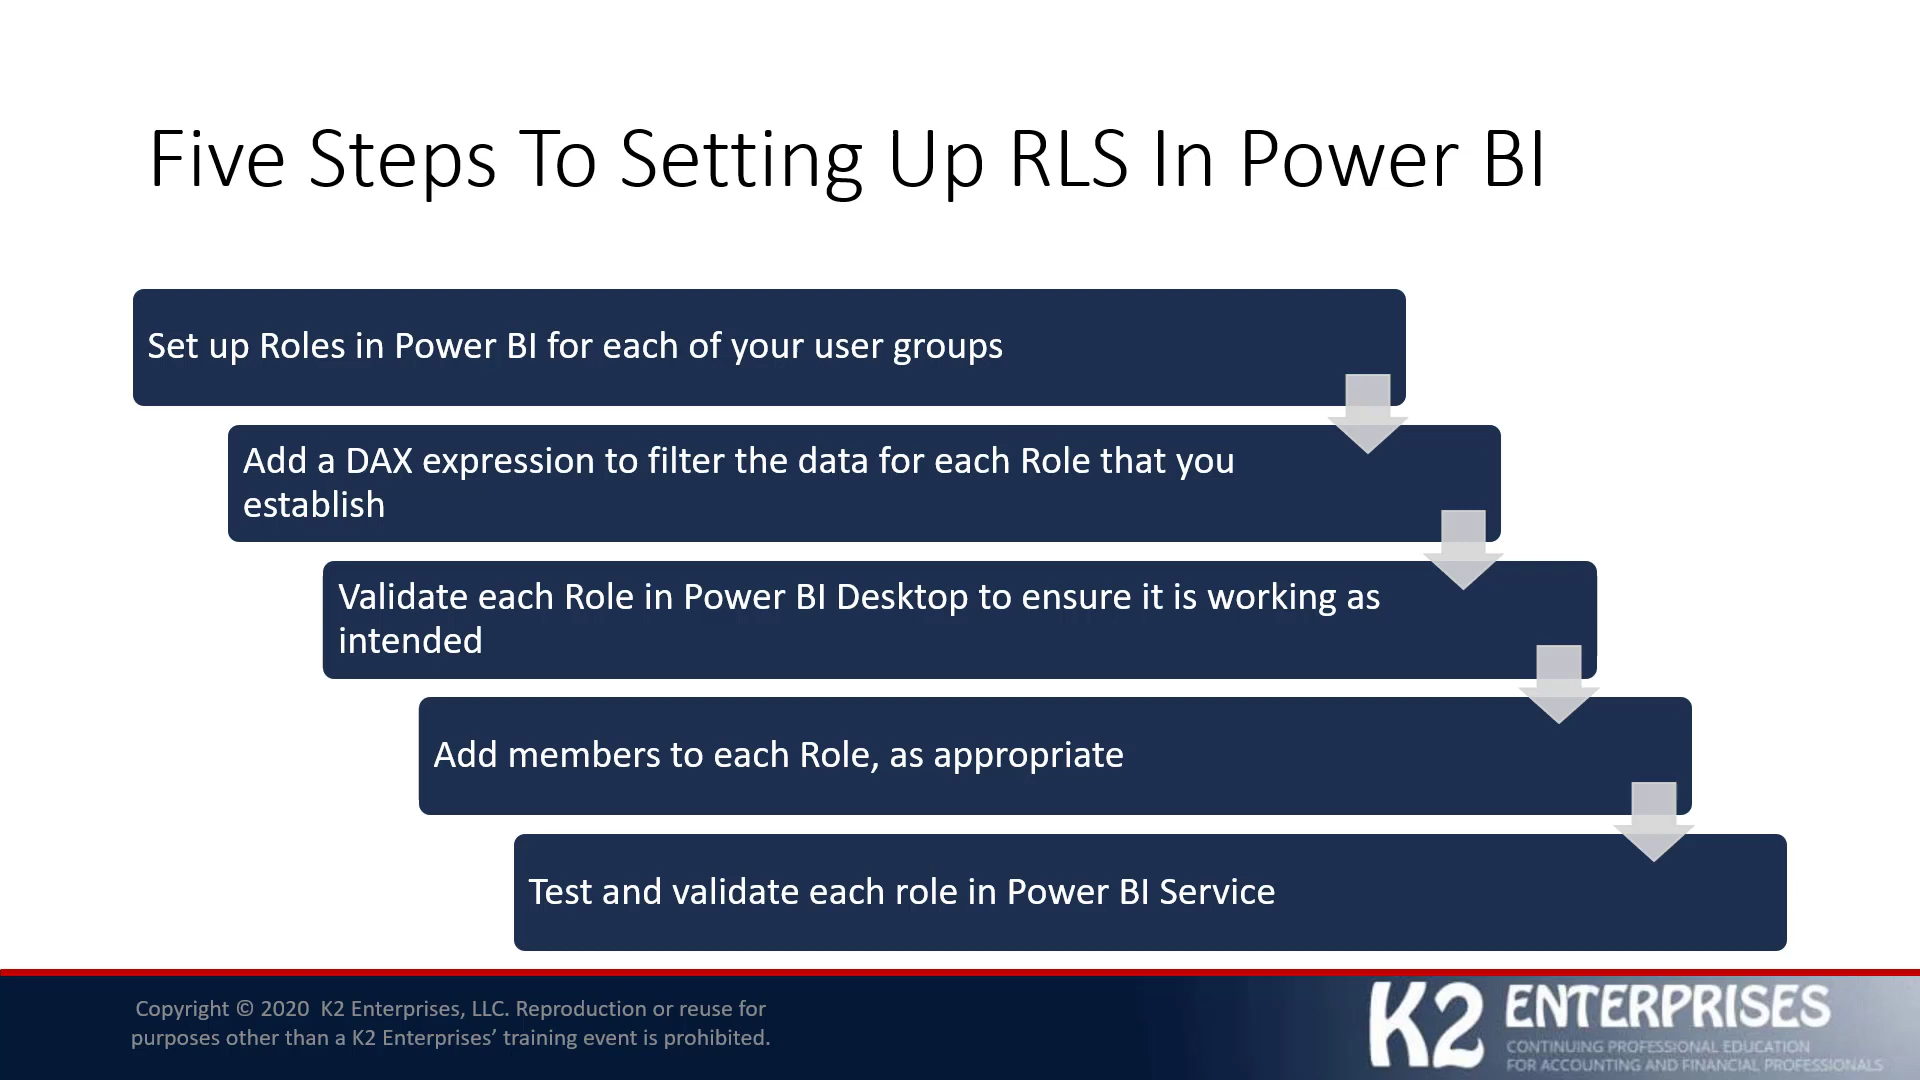 Five Steps To Setting Up RLS In Power BI
Set up Roles in Power BI for each of your user groups
Add a DAX expression to filter the data for each Role that you
establish
Validate each Role in Power BI Desktop to ensure it is working as
intended
Add members to each Role, as appropriate
Test and validate each role in Power BI Service
Copyright © 2020 K2 Enterprises, LLC. Reproduction or reuse for
purposes other than a K2 Enterprises’ training event is prohibited.
K2 ENTERPRISES
CONTINUING PROFESSIONAL EDUCATION
FOR ACCOUNTING AND FINANCIAL PROFESSIONALS